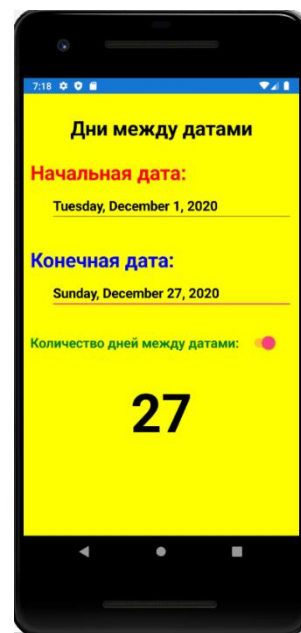 7:18
Дни между датами
Начальная дата:
Tuesday, December 1, 2020
Конечная дата:
Sunday, December 27, 2020
Количество дней между датами:
27